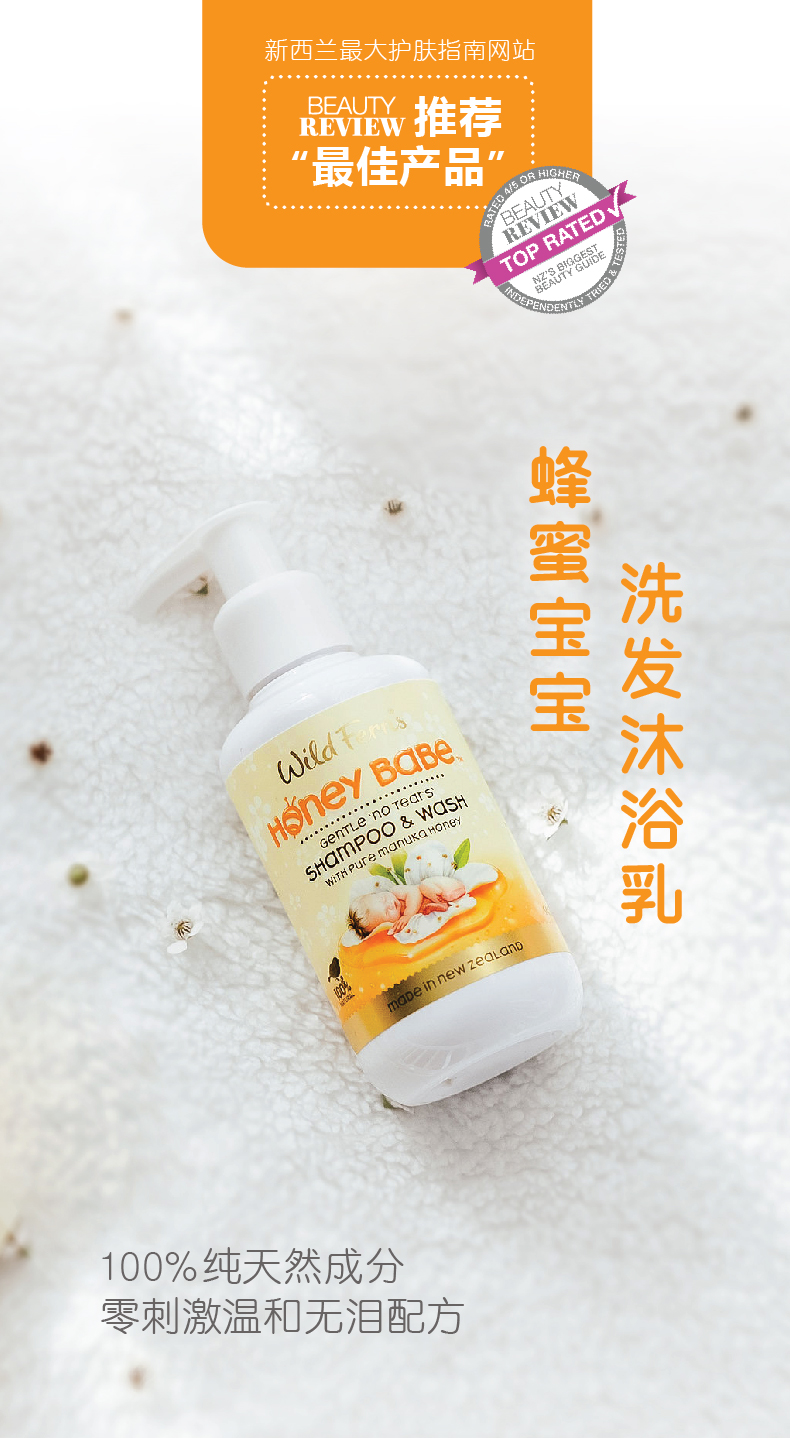 新西兰最大护肤指南网站
BEAUTY
REVIEW 推荐
“最佳产品”
RATED 4/5 OR HIGHER
BEAUTY
REVIEW
TOP RATED
NZ'S BIGGEST
BEAUTY GUIDE
INDEPENDENTLY TRIED & TESTED
蜂蜜宝宝
洗发沐浴乳
Wild Ferns
HONEY BABE
GENTLE 'NO TEARS'
SHAMPOO & WASH
WITH PURE MANUKA HONEY
100%
MADE IN NEW ZEALAND
100%纯天然成分
零刺激温和无泪配方